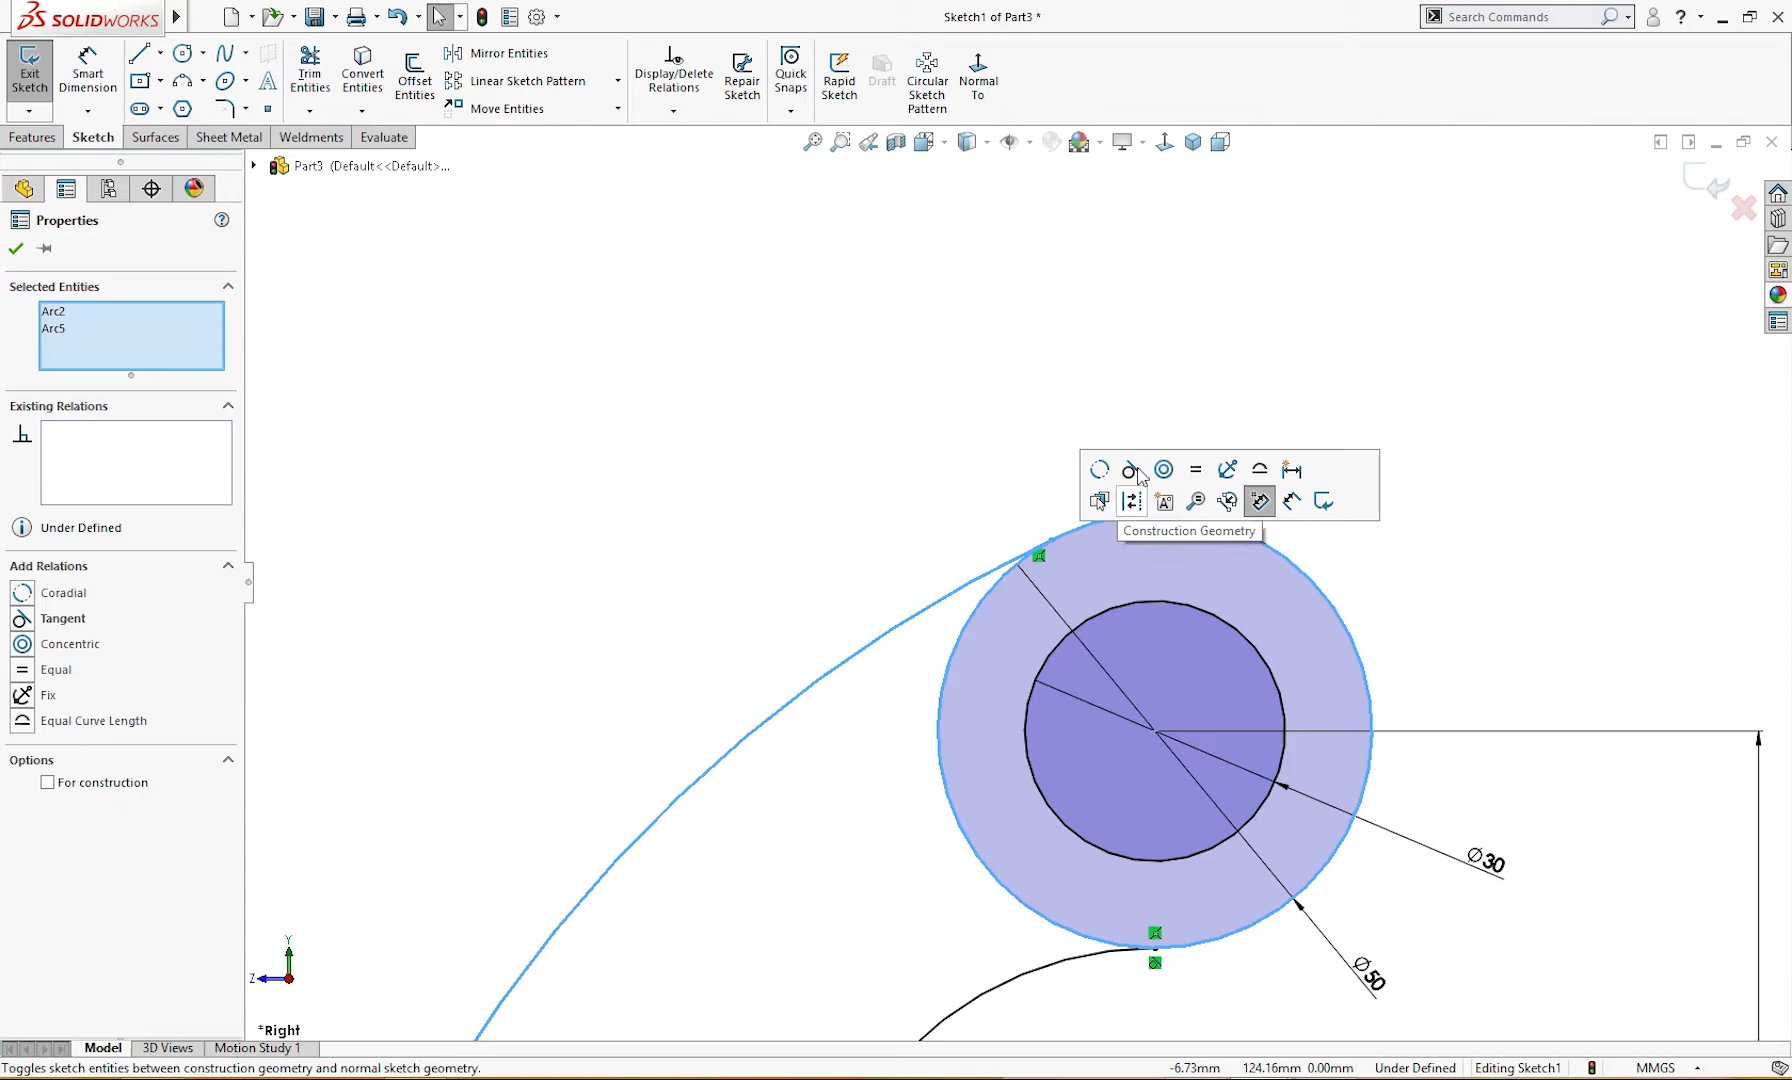 SOLIDWORKS
Sketch1 of Part3 *
Search Commands
Exit
Sketch
Smart
Dimension
Trim
Entities
Convert
Entities
Offset
Entities
Mirror Entities
Linear Sketch Pattern
Move Entities
Display/Delete
Relations
Repair
Sketch
Quick
Snaps
Rapid
Sketch
Draft
Circular
Sketch
Pattern
Normal
To
Features
Sketch
Surfaces
Sheet Metal
Weldments
Evaluate
Part3 (Default<<Default>...
Properties
Selected Entities
Arc2
Arc5
Existing Relations
Under Defined
Add Relations
Coradial
Tangent
Concentric
Equal
Fix
Equal Curve Length
Options
For construction
Construction Geometry
Ø30
Ø50
Y
Z
*Right
Model
3D Views
Motion Study 1
Toggles sketch entities between construction geometry and normal sketch geometry.
-6.73mm
124.16mm 0.00mm
Under Defined
Editing Sketch1
MMGS